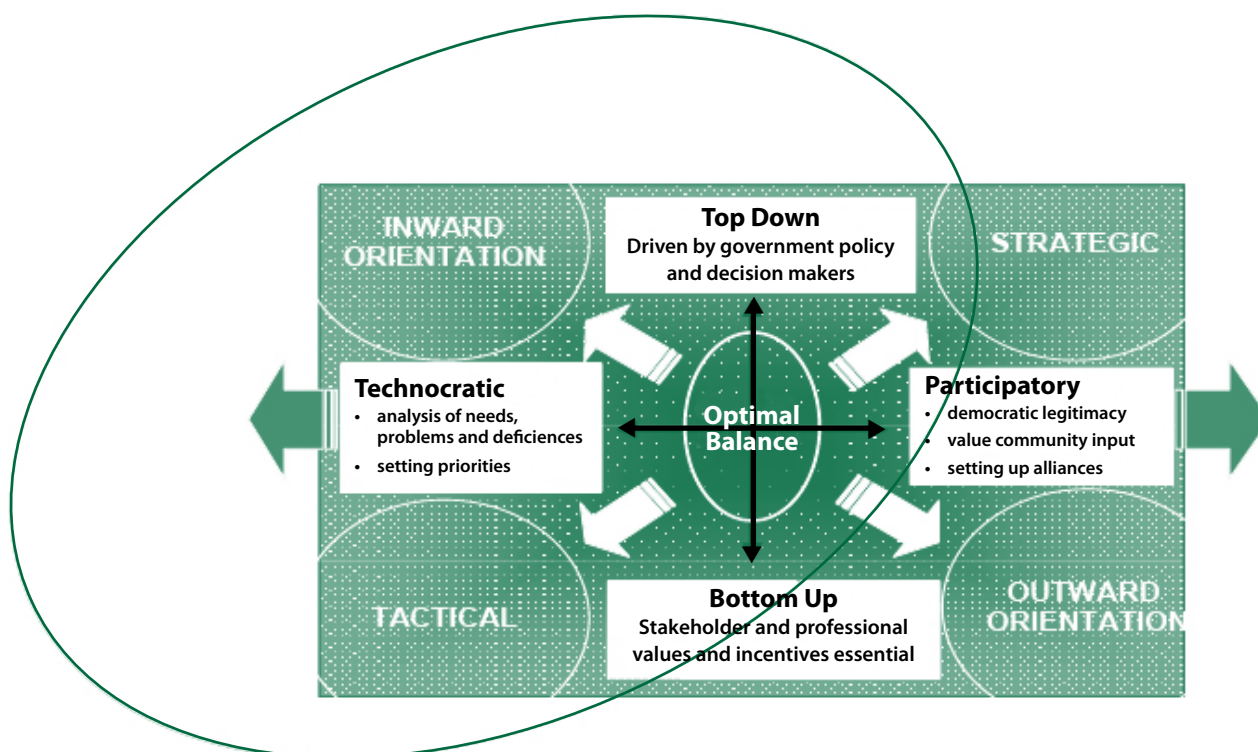 INWARD
ORIENTATION
Top Down
Driven by government policy
and decision makers
STRATEGIC
Technocratic
• analysis of needs,
problems and deficiences
• setting priorities
Optimal
Balance
Participatory
• democratic legitimacy
• value community input
• setting up alliances
TACTICAL
Bottom Up
Stakeholder and professional
values and incentives essential
OUTWARD
ORIENTATION